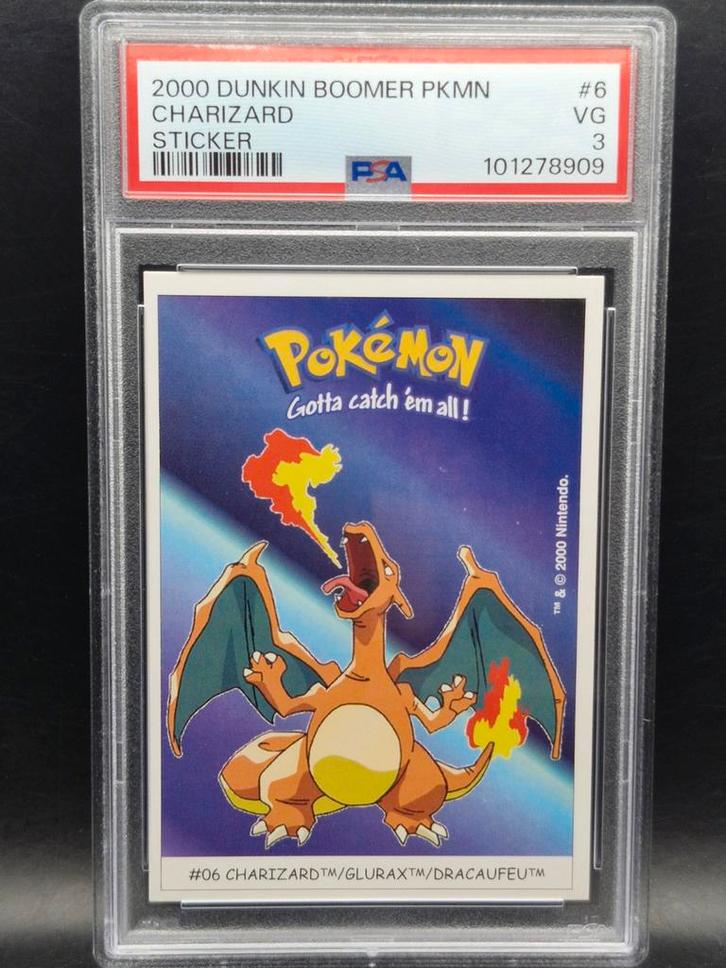 2000 DUNKIN BOOMER PKMN #6
CHARIZARD VG
STICKER 3
PSA 101278909
POKéMON
Gotta catch 'em all!
TM & © 2000 Nintendo.
#06 CHARIZARD™/GLURAX™/DRACAUFEU™